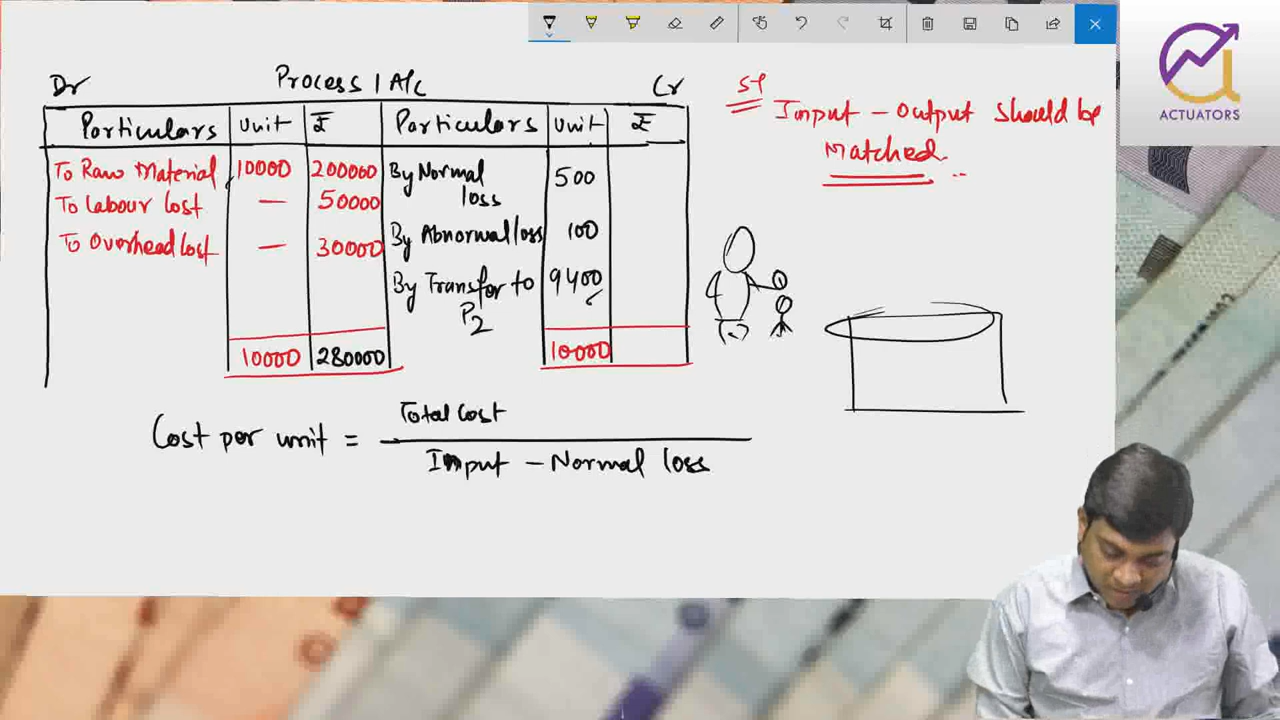 Dr Process I A/c Cr
Particulars Unit ₹ Particulars Unit ₹
To Raw Material 10000 200000 By Normal loss 500
To Labour Cost — 50000
To Overhead Cost — 30000 By Abnormal loss 100
By Transfer to P2 9400
10000 280000 10000
Cost per unit = Total Cost
Input - Normal loss
Input - Output Should be
Matched
ACTUATORS